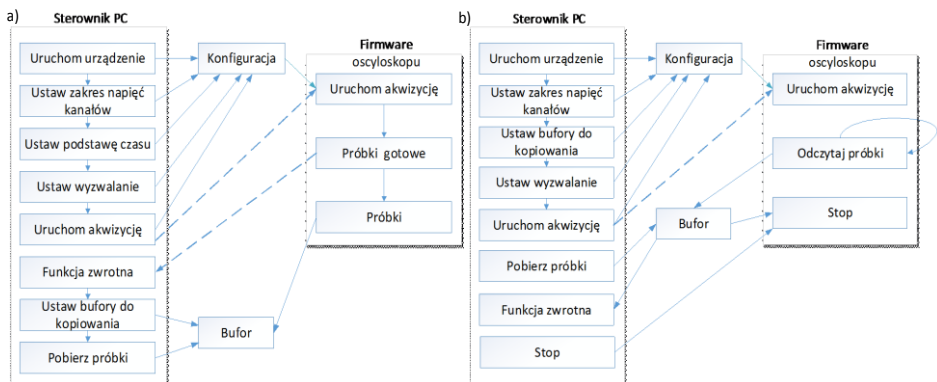 a)
Sterownik PC
Uruchom urządzenie
Ustaw zakres napięć
kanałów
Ustaw podstawę czasu
Ustaw wyzwalanie
Uruchom akwizycję
Funkcja zwrotna
Ustaw bufory do
kopiowania
Pobierz próbki
Konfiguracja
Bufor
Firmware
oscyloskopu
Uruchom akwizycję
Próbki gotowe
Próbki
b)
Sterownik PC
Uruchom urządzenie
Ustaw zakres napięć
kanałów
Ustaw bufory do
kopiowania
Ustaw wyzwalanie
Uruchom akwizycję
Pobierz próbki
Funkcja zwrotna
Stop
Konfiguracja
Bufor
Firmware
oscyloskopu
Uruchom akwizycję
Odczytaj próbki
Stop